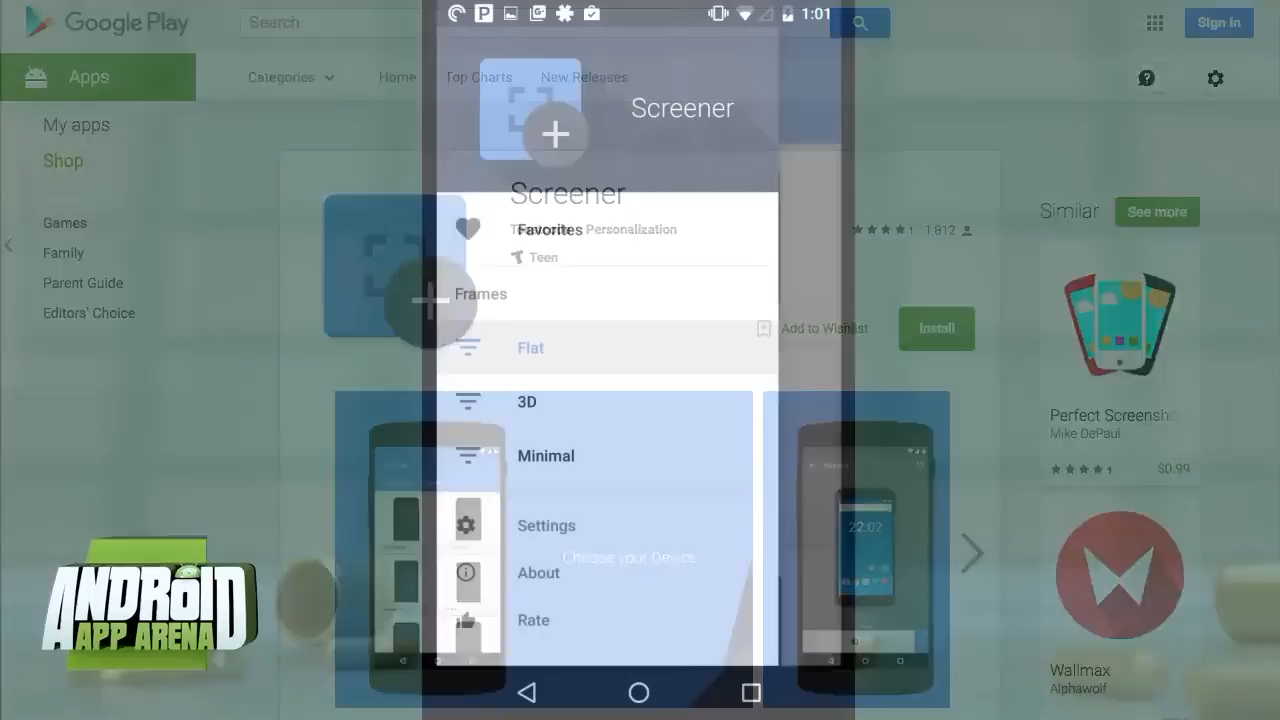 Google Play
Search
1:01
Sign in
Apps
Categories
Home
Top Charts
New Releases
Screener
My apps
Shop
Games
Family
Parent Guide
Editors' Choice
Screener
Favorites
Personalization
Teen
1,812
Similar
See more
Frames
Flat
Add to Wishlist
Install
3D
Minimal
Perfect Screensh
Mike DePaul
$0.99
Settings
Choose your Device
22:02
About
Rate
ANDROID
APP ARENA
Wallmax
Alphawolf